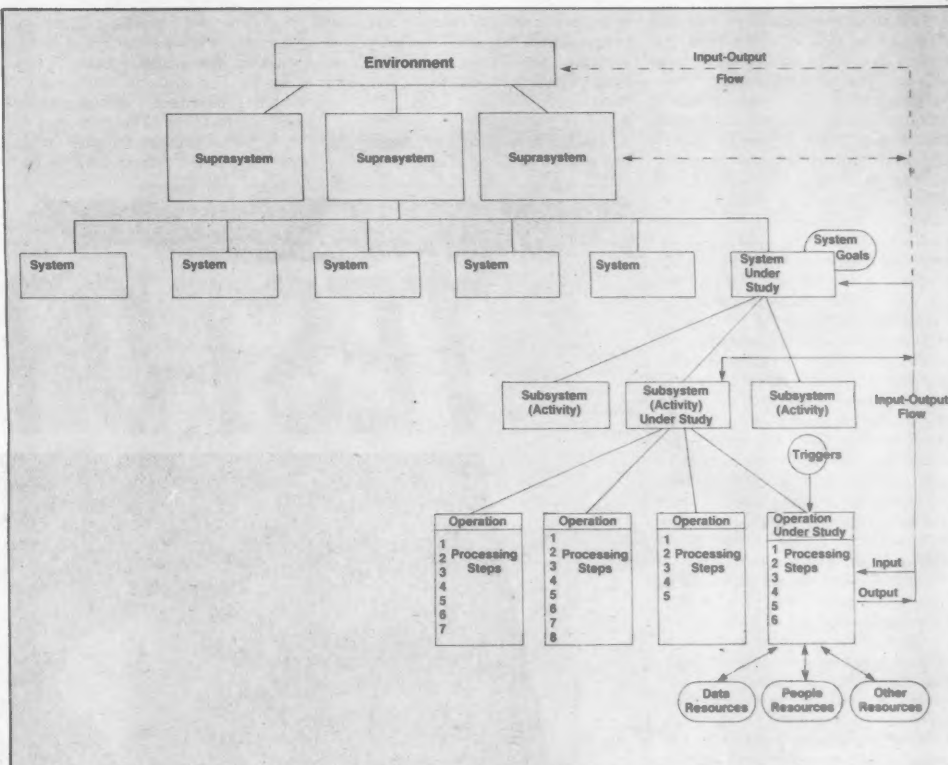 Environment
Input-Output
Flow
Suprasystem
Suprasystem
Suprasystem
System
System
System
System
System
System
Under
Study
System
Goals
Subsystem
(Activity)
Subsystem
(Activity)
Under Study
Subsystem
(Activity)
Input-Output
Flow
Triggers
Operation
1
2
3
4
5
6
7
Processing
Steps
Operation
1
2
3
4
5
6
7
8
Processing
Steps
Operation
1
2
3
4
5
Processing
Steps
Operation
Under Study
1
2
3
4
5
6
Processing
Steps
Input
Output
Data
Resources
People
Resources
Other
Resources